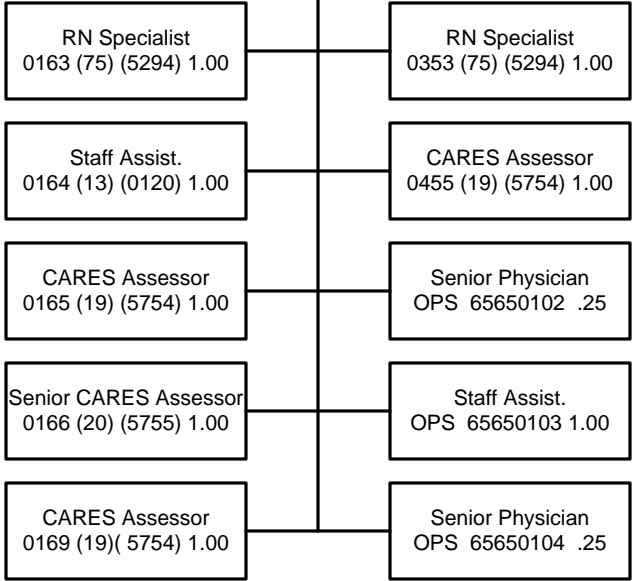 RN Specialist
0163 (75) (5294) 1.00
RN Specialist
0353 (75) (5294) 1.00
Staff Assist.
0164 (13) (0120) 1.00
CARES Assessor
0455 (19) (5754) 1.00
CARES Assessor
0165 (19) (5754) 1.00
Senior Physician
OPS  65650102  .25
Senior CARES Assessor
0166 (20) (5755) 1.00
Staff Assist.
OPS  65650103 1.00
CARES Assessor
0169 (19)( 5754) 1.00
Senior Physician
OPS  65650104  .25